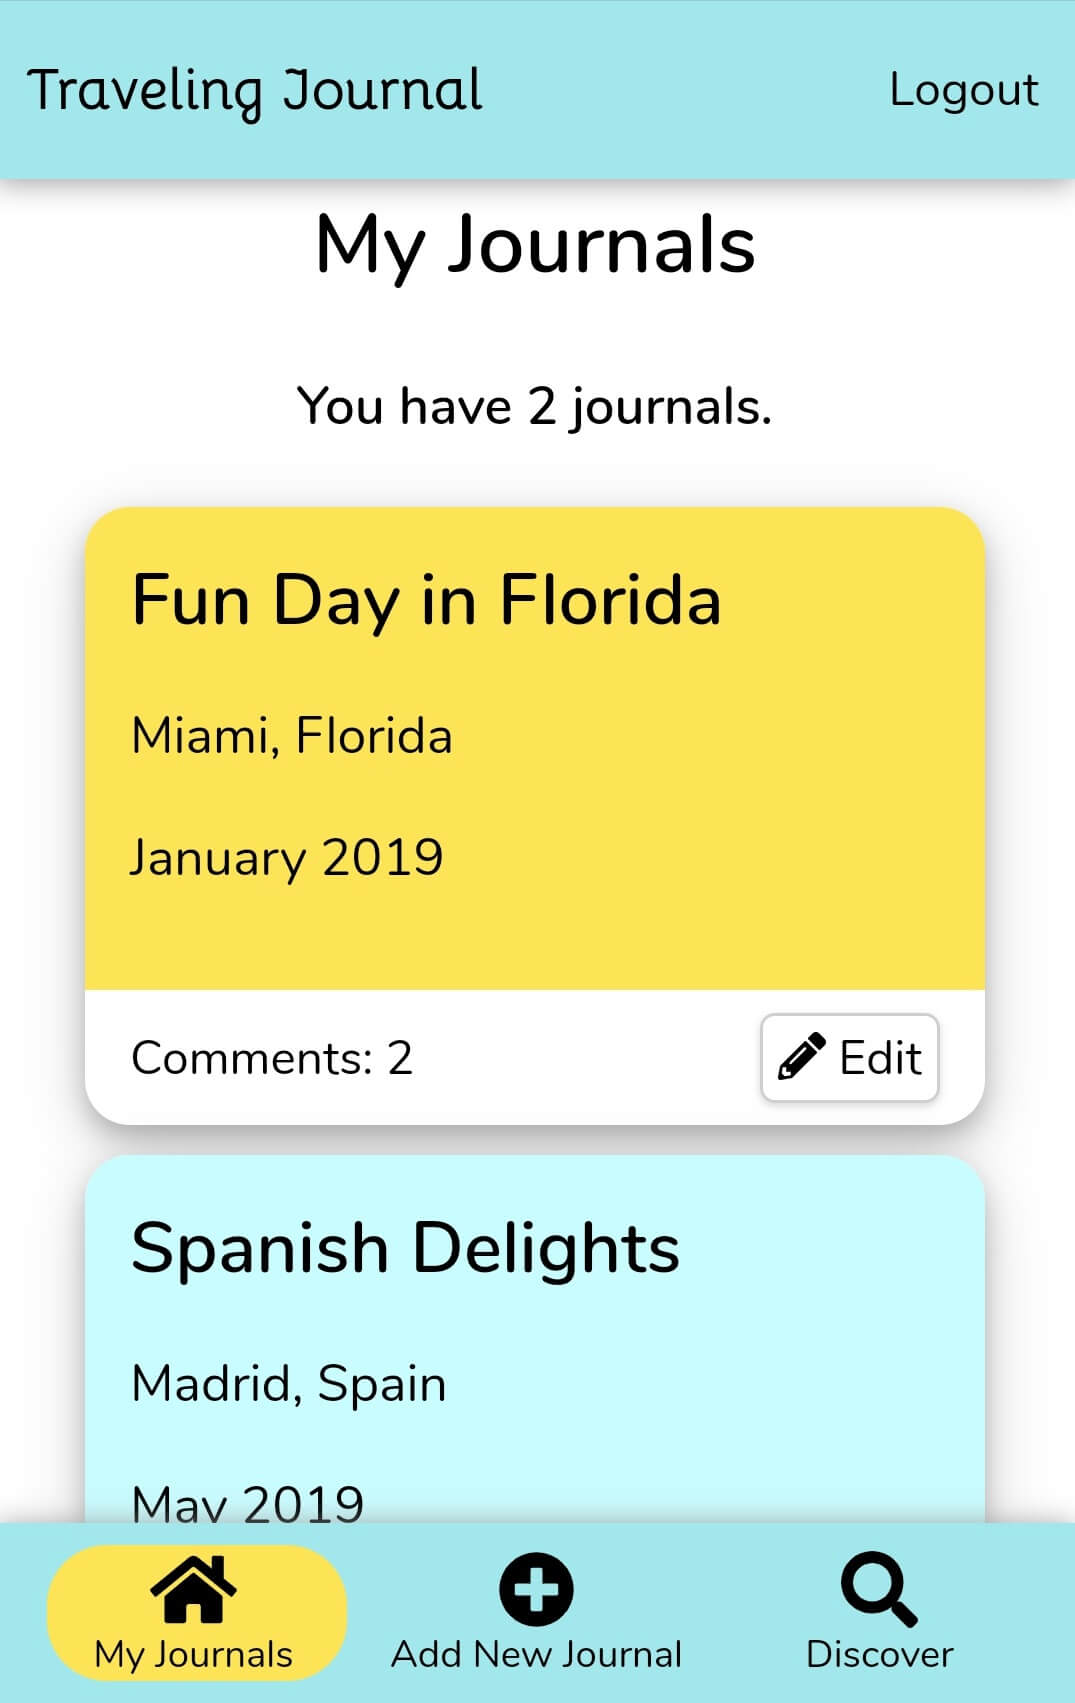 Traveling Journal
Logout
My Journals
You have 2 journals.
Fun Day in Florida
Miami, Florida
January 2019
Comments: 2
Edit
Spanish Delights
Madrid, Spain
May 2019
My Journals
Add New Journal
Discover